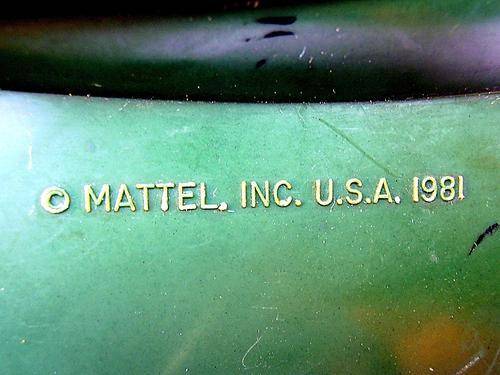 © MATTEL, INC. U.S.A. 1981